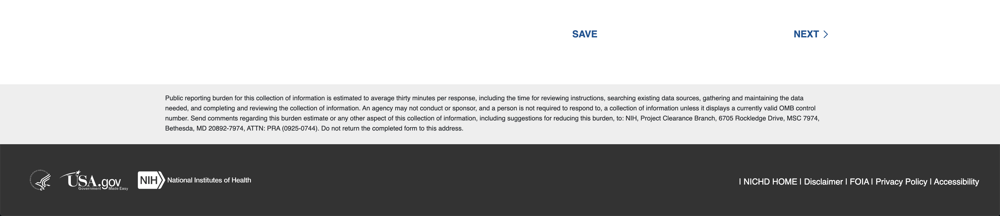 SAVE
NEXT >
Public reporting burden for this collection of information is estimated to average thirty minutes per response, including the time for reviewing instructions, searching existing data sources, gathering and maintaining the data
needed, and completing and reviewing the collection of information. An agency may not conduct or sponsor, and a person is not required to respond to, a collection of information unless it displays a currently valid OMB control
number. Send comments regarding this burden estimate or any other aspect of this collection of information, including suggestions for reducing this burden, to: NIH, Project Clearance Branch, 6705 Rockledge Drive, MSC 7974,
Bethesda, MD 20892-7974, ATTN: PRA (0925-0744). Do not return the completed form to this address.
USA.gov
Government Made Easy
NIH National Institutes of Health
| NICHD HOME | Disclaimer | FOIA | Privacy Policy | Accessibility